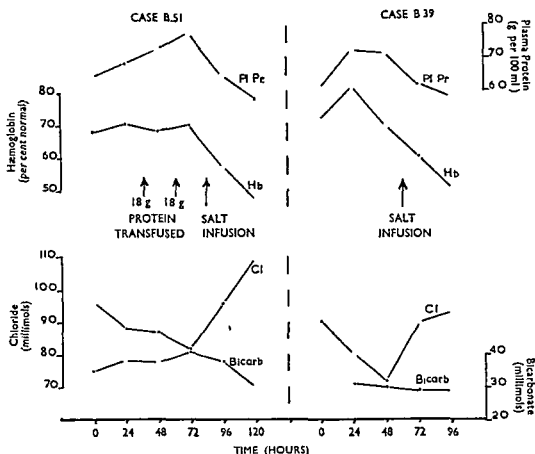 CASE B.51
CASE B 39
Plasma Protein
(g per 100 ml)
80
70
60
Pl Pr
Pl Pr
Hæmoglobin
(per cent normal)
80
70
60
50
Hb
Hb
18 g 18 g
PROTEIN
TRANSFUSED
SALT
INFUSION
SALT
INFUSION
Chloride
(millimols)
110
100
90
80
70
Cl
Bicarb
Cl
Bicarb
Bicarbonate
(millimols)
40
30
20
0 24 48 72 96 120
0 24 48 72 96
TIME (HOURS)